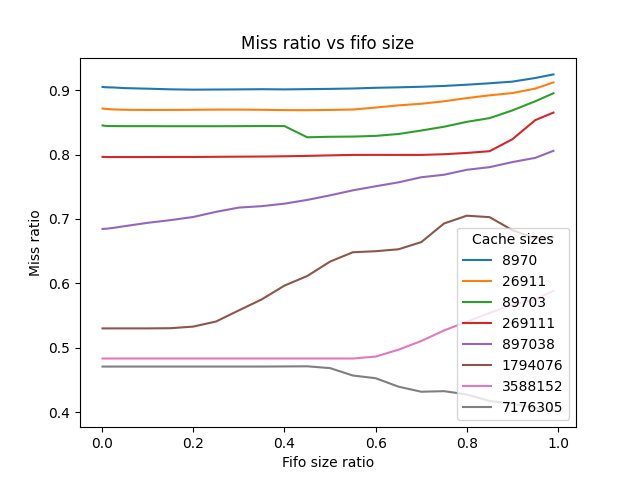 Miss ratio vs fifo size
Miss ratio
0.9
0.8
0.7
0.6
0.5
0.4
0.0 0.2 0.4 0.6 0.8 1.0
Fifo size ratio
Cache sizes
8970
26911
89703
269111
897038
1794076
3588152
7176305